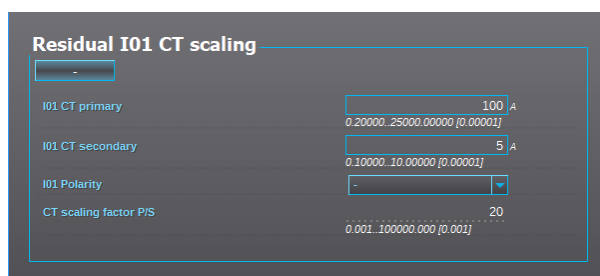 Residual I01 CT scaling
-
I01 CT primary 100 A
0.20000..25000.00000 [0.00001]
I01 CT secondary 5 A
0.10000..10.00000 [0.00001]
I01 Polarity -
CT scaling factor P/S 20
0.001..100000.000 [0.001]